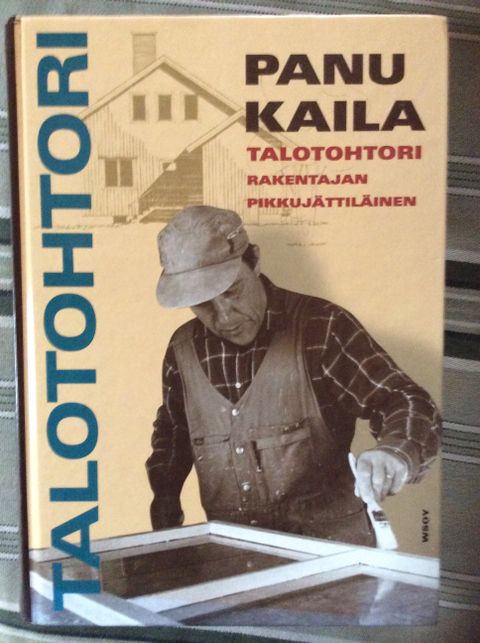 TALOTOHTORI
PANU
KAILA
TALOTOHTORI
RAKENTAJAN
PIKKUJÄTTILÄINEN
WSOY